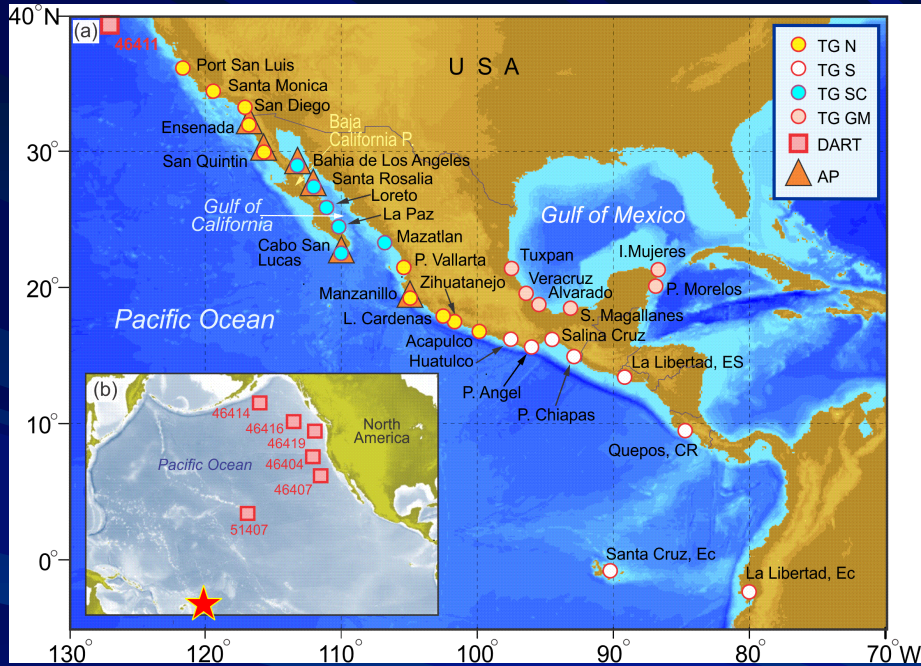 40°N
(a)
46411
U S A
TG N
TG S
TG SC
TG GM
DART
AP
Port San Luis
Santa Monica
San Diego
Ensenada
Baja
California P.
San Quintin
30°
Bahia de Los Angeles
Santa Rosalia
Loreto
La Paz
Gulf of
California
Gulf of Mexico
Mazatlan
Cabo San
Lucas
P. Vallarta
Tuxpan
I.Mujeres
Zihuatanejo
Veracruz
P. Morelos
Manzanillo
Alvarado
20°
L. Cardenas
S. Magallanes
Pacific Ocean
Acapulco
Salina Cruz
Huatulco
La Libertad, ES
P. Angel
P. Chiapas
10°
Quepos, CR
(b)
46414
46416
46419
North
America
Pacific Ocean
46404
46407
51407
0°
Santa Cruz, Ec
La Libertad, Ec
130°
120°
110°
100°
90°
80°
70°W